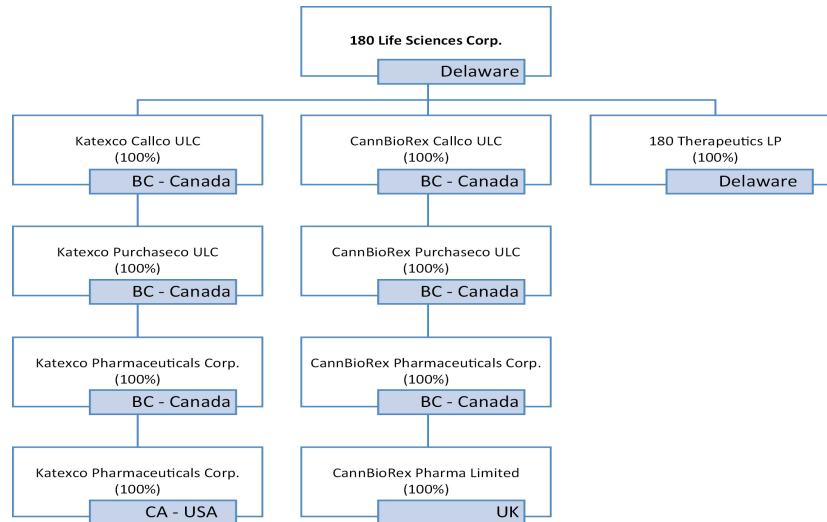 180 Life Sciences Corp.
Delaware
Katexco Callco ULC
(100%)
BC - Canada
CannBioRex Callco ULC
(100%)
BC - Canada
180 Therapeutics LP
(100%)
Delaware
Katexco Purchaseco ULC
(100%)
BC - Canada
CannBioRex Purchaseco ULC
(100%)
BC - Canada
Katexco Pharmaceuticals Corp.
(100%)
BC - Canada
CannBioRex Pharmaceuticals Corp.
(100%)
BC - Canada
Katexco Pharmaceuticals Corp.
(100%)
CA - USA
CannBioRex Pharma Limited
(100%)
UK